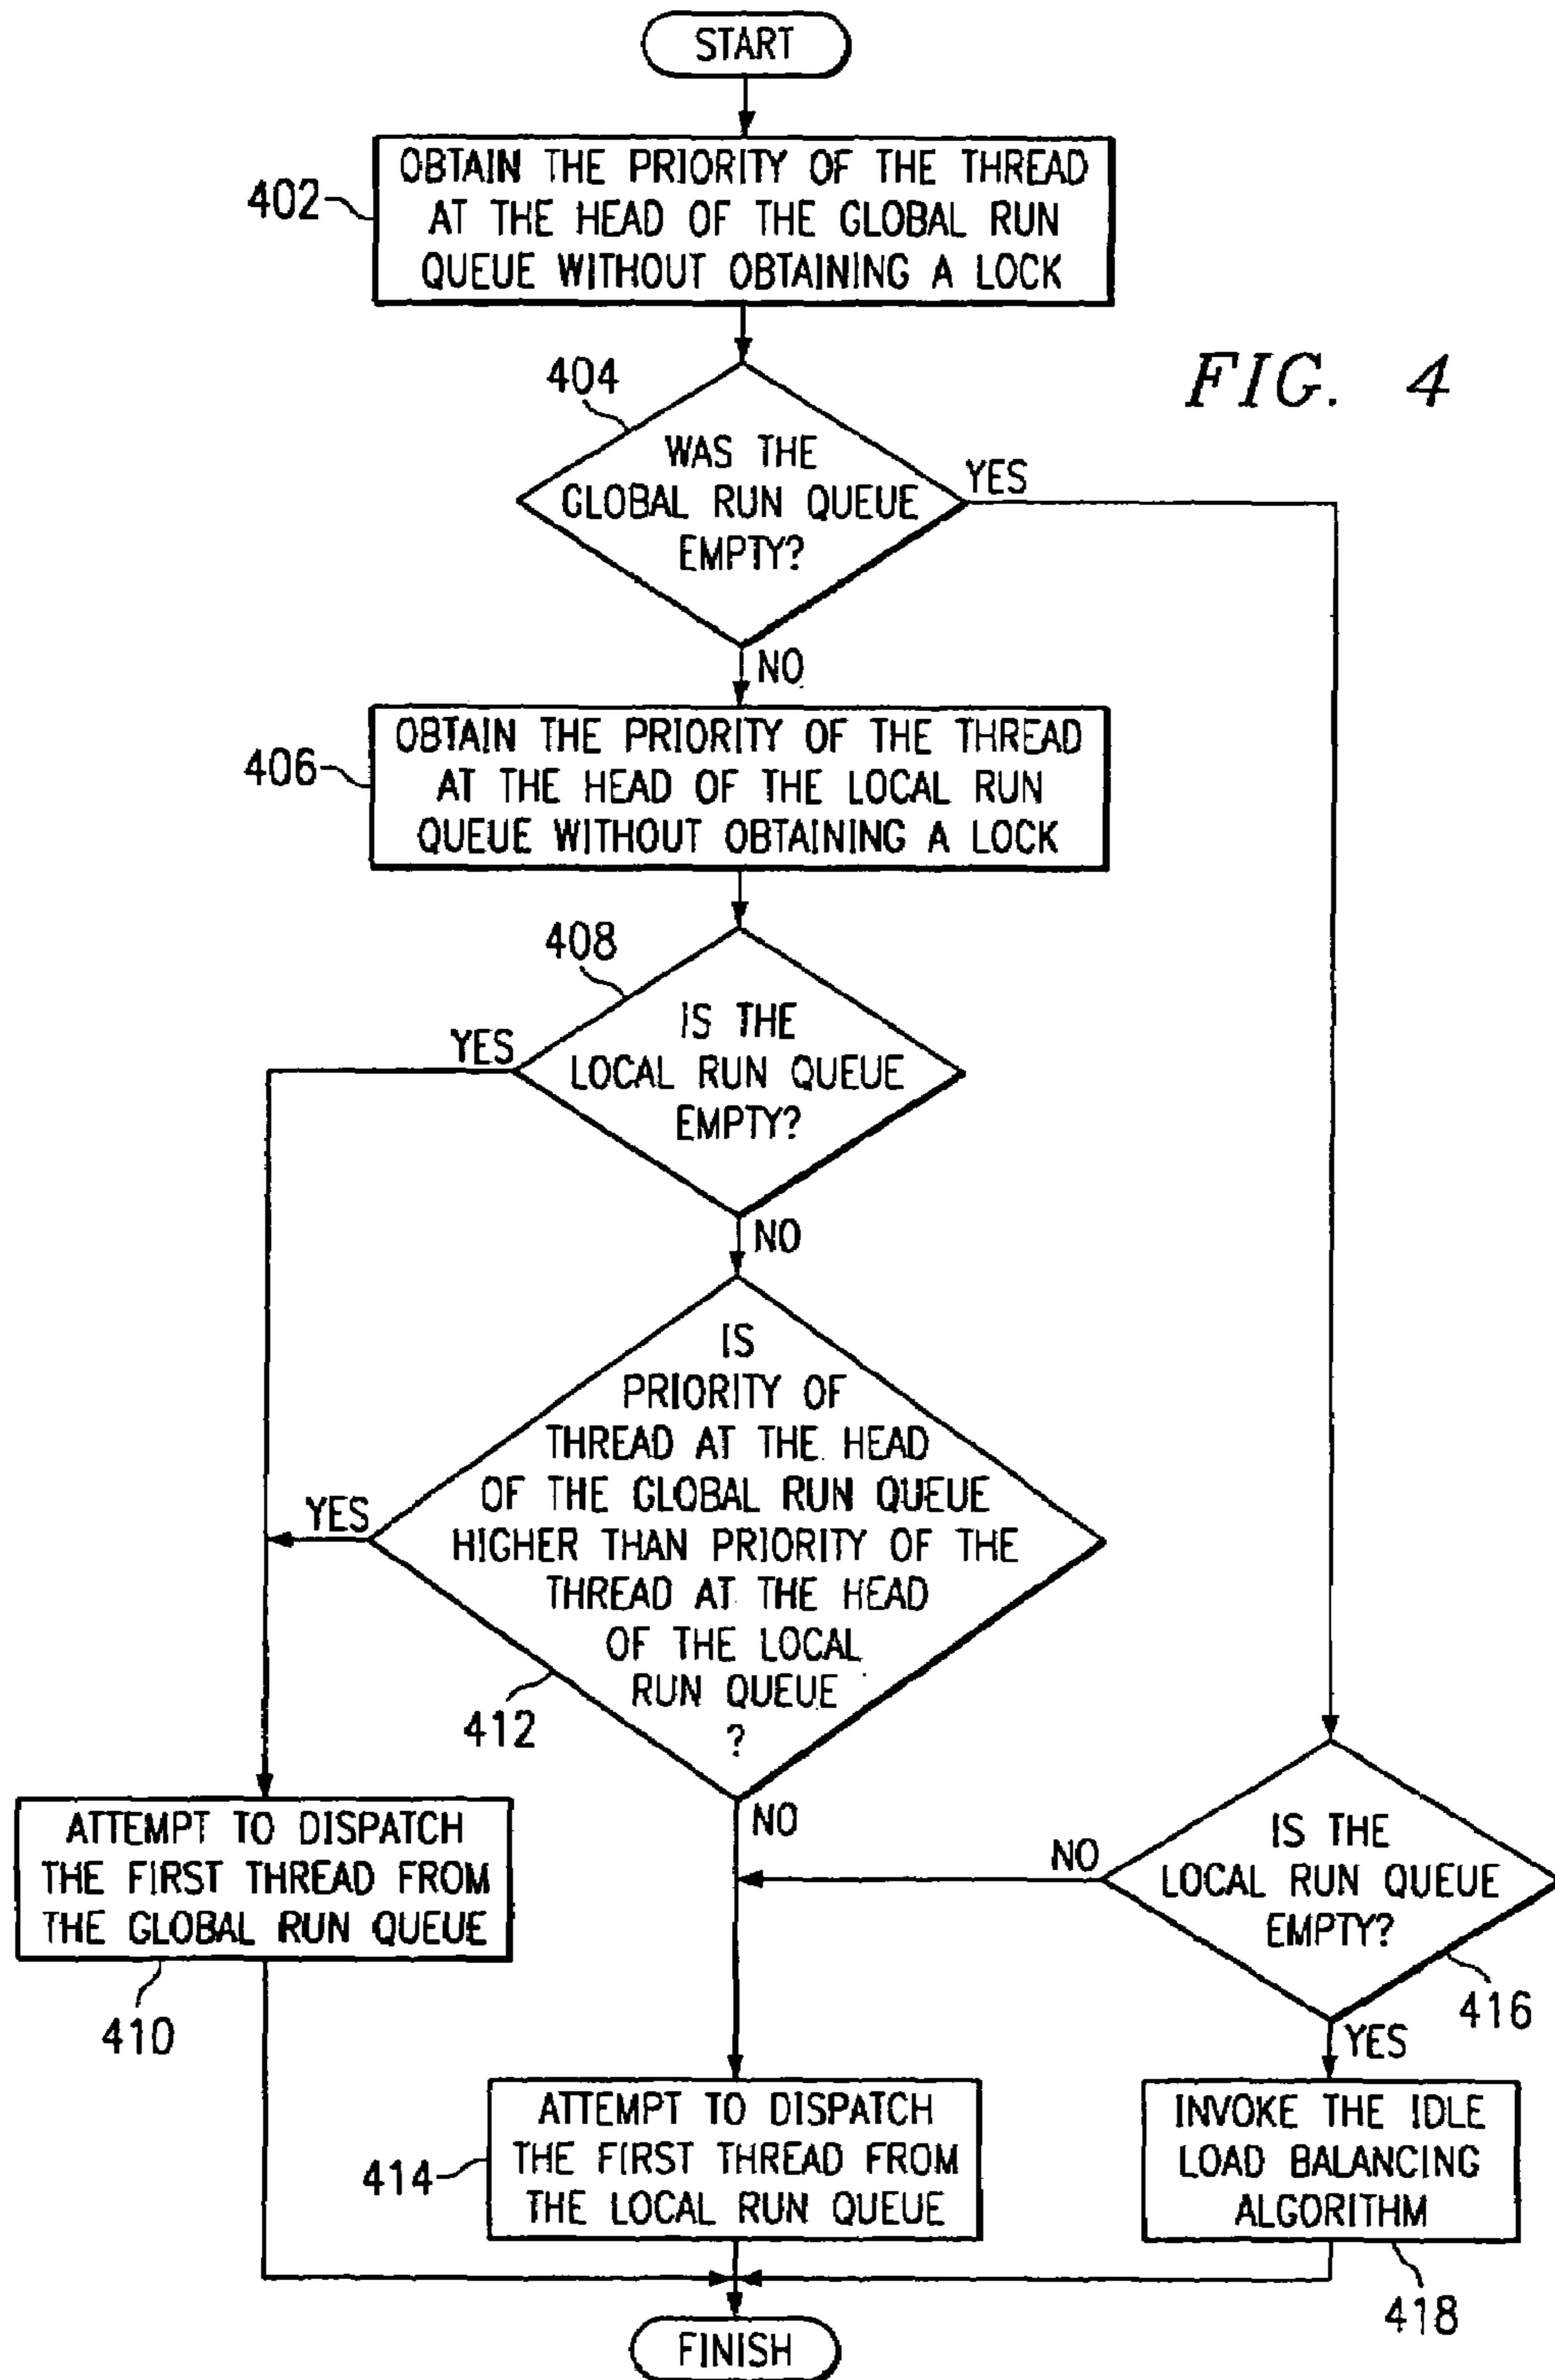 START
402
OBTAIN THE PRIORITY OF THE THREAD
AT THE HEAD OF THE GLOBAL RUN
QUEUE WITHOUT OBTAINING A LOCK
FIG. 4
404
WAS THE
GLOBAL RUN QUEUE
EMPTY?
YES
NO
406
OBTAIN THE PRIORITY OF THE THREAD
AT THE HEAD OF THE LOCAL RUN
QUEUE WITHOUT OBTAINING A LOCK
408
IS THE
LOCAL RUN QUEUE
EMPTY?
YES
NO
IS
PRIORITY OF
THREAD AT THE HEAD
OF THE GLOBAL RUN QUEUE
HIGHER THAN PRIORITY OF THE
THREAD AT THE HEAD
OF THE LOCAL
RUN QUEUE
?
YES
412
NO
ATTEMPT TO DISPATCH
THE FIRST THREAD FROM
THE GLOBAL RUN QUEUE
410
IS THE
LOCAL RUN QUEUE
EMPTY?
NO
416
YES
414
ATTEMPT TO DISPATCH
THE FIRST THREAD FROM
THE LOCAL RUN QUEUE
INVOKE THE IDLE
LOAD BALANCING
ALGORITHM
418
FINISH